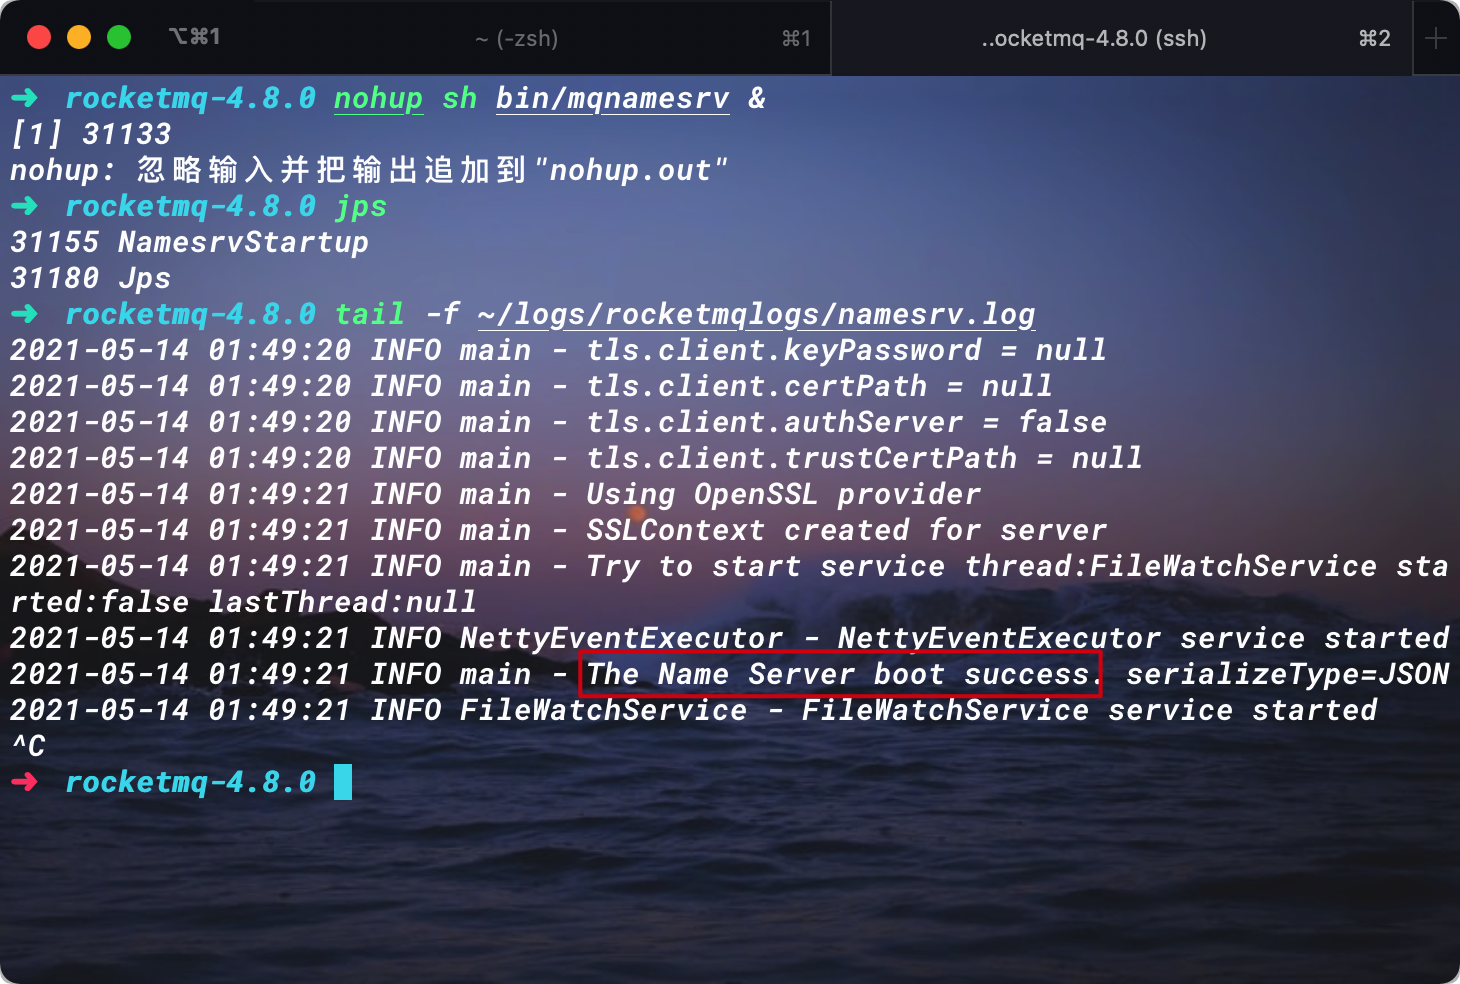 ⌥⌘1 ~ (-zsh) ⌘1 ..ocketmq-4.8.0 (ssh) ⌘2 +
➜ rocketmq-4.8.0 nohup sh bin/mqnamesrv &
[1] 31133
nohup: 忽略输入并把输出追加到"nohup.out"
➜ rocketmq-4.8.0 jps
31155 NamesrvStartup
31180 Jps
➜ rocketmq-4.8.0 tail -f ~/logs/rocketmqlogs/namesrv.log
2021-05-14 01:49:20 INFO main - tls.client.keyPassword = null
2021-05-14 01:49:20 INFO main - tls.client.certPath = null
2021-05-14 01:49:20 INFO main - tls.client.authServer = false
2021-05-14 01:49:20 INFO main - tls.client.trustCertPath = null
2021-05-14 01:49:21 INFO main - Using OpenSSL provider
2021-05-14 01:49:21 INFO main - SSLContext created for server
2021-05-14 01:49:21 INFO main - Try to start service thread:FileWatchService sta
rted:false lastThread:null
2021-05-14 01:49:21 INFO NettyEventExecutor - NettyEventExecutor service started
2021-05-14 01:49:21 INFO main - The Name Server boot success. serializeType=JSON
2021-05-14 01:49:21 INFO FileWatchService - FileWatchService service started
^C
➜ rocketmq-4.8.0